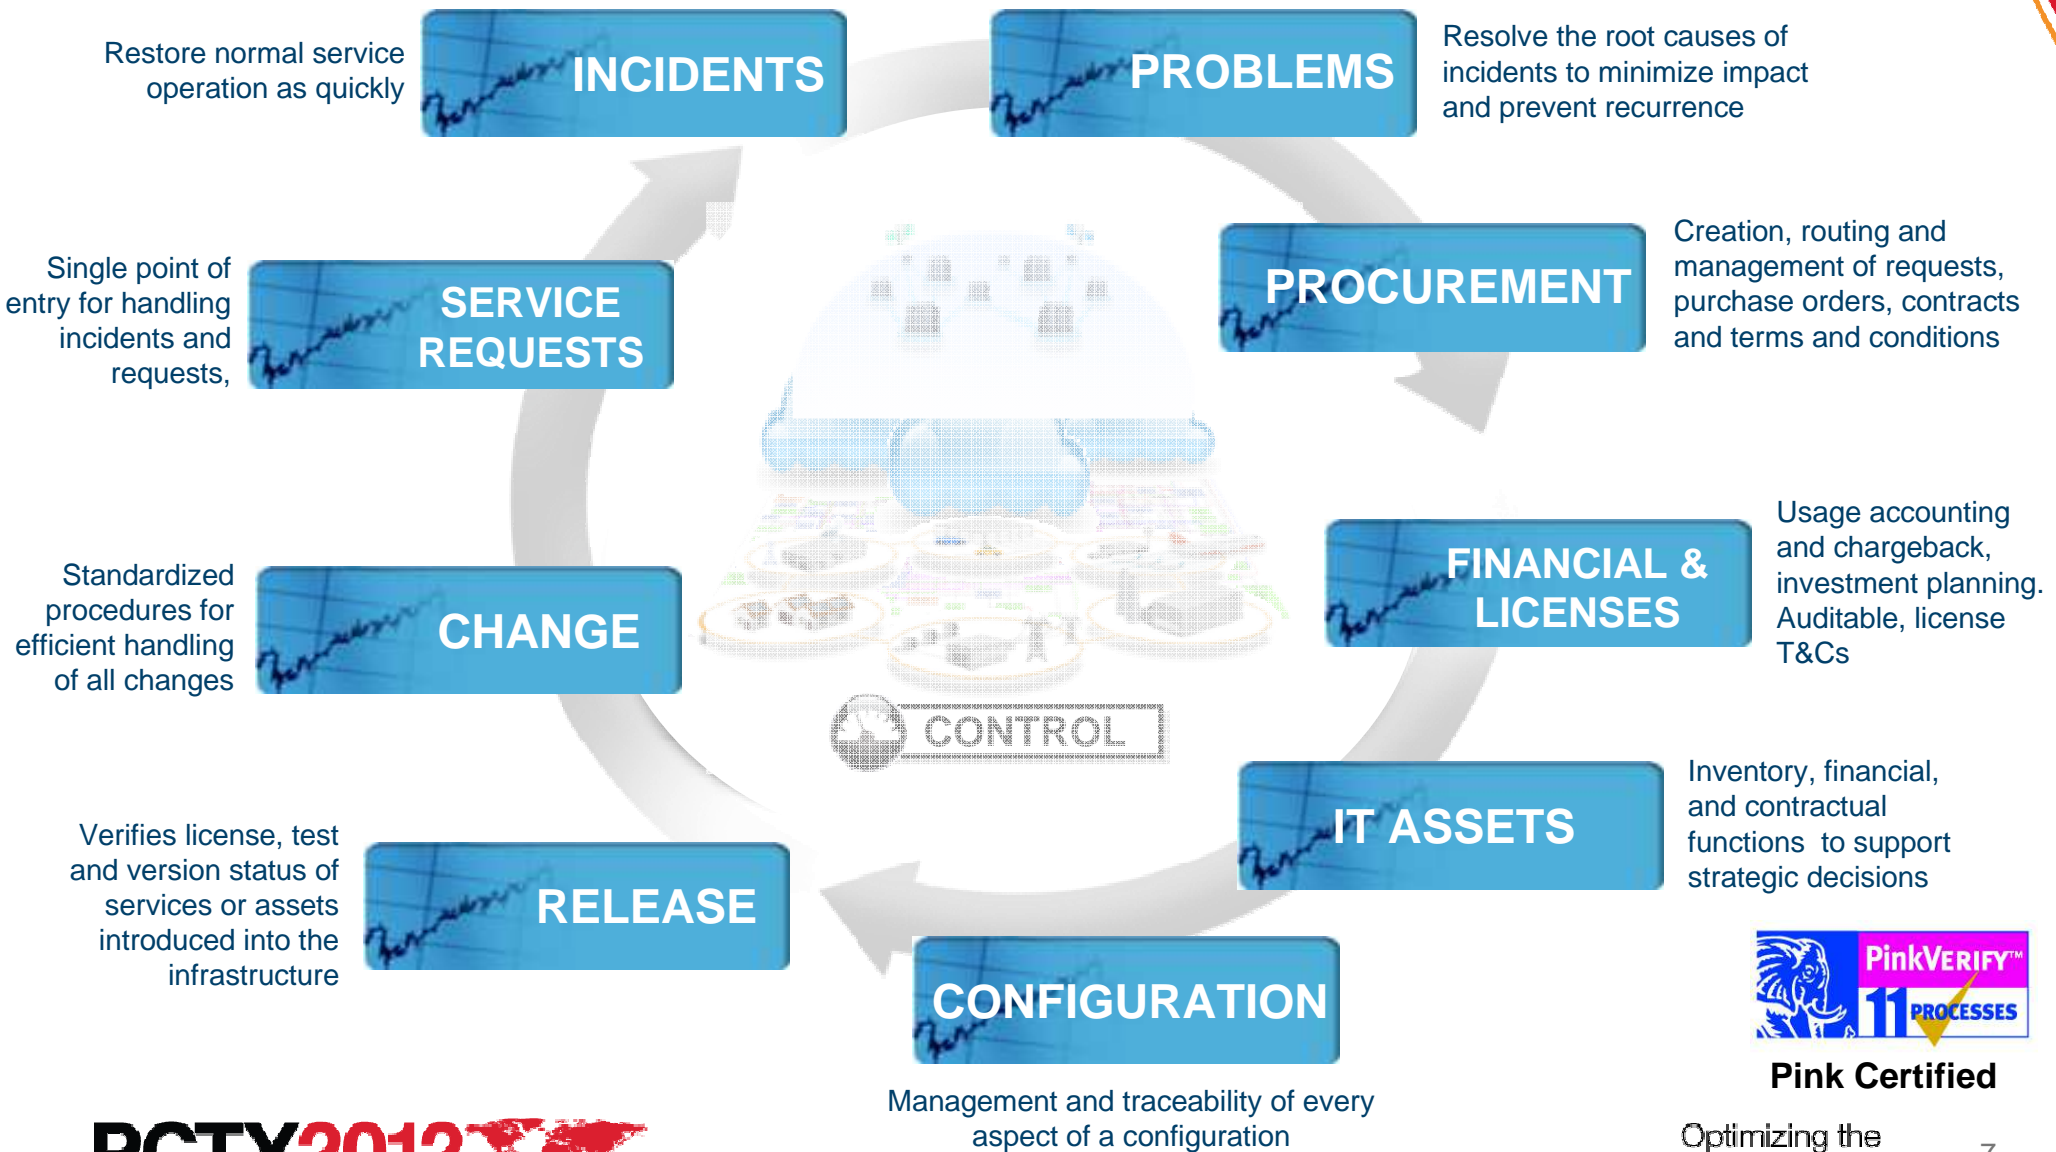 Restore normal service
operation as quickly
INCIDENTS
PROBLEMS
Resolve the root causes of
incidents to minimize impact
and prevent recurrence
Single point of
entry for handling
incidents and
requests,
SERVICE
REQUESTS
PROCUREMENT
Creation, routing and
management of requests,
purchase orders, contracts
and terms and conditions
Standardized
procedures for
efficient handling
of all changes
CHANGE
FINANCIAL &
LICENSES
Usage accounting
and chargeback,
investment planning.
Auditable, license
T&Cs
CONTROL
Verifies license, test
and version status of
services or assets
introduced into the
infrastructure
RELEASE
IT ASSETS
Inventory, financial,
and contractual
functions to support
strategic decisions
CONFIGURATION
Management and traceability of every
aspect of a configuration
PinkVERIFY™
11 PROCESSES
Pink Certified
PCTY2012
Optimizing the
7